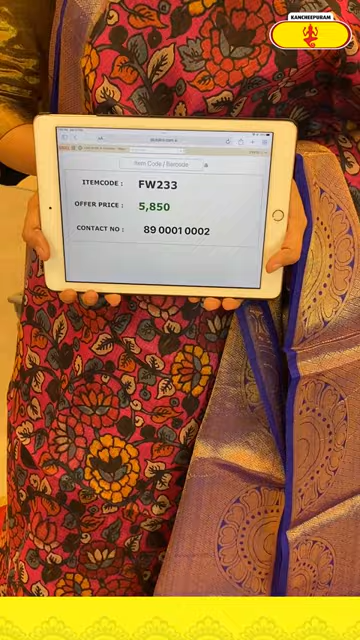 KANCHEEPURAM
Item Code / Barcode
ITEMCODE : FW233
OFFER PRICE : 5,850
CONTACT NO : 89 0001 0002